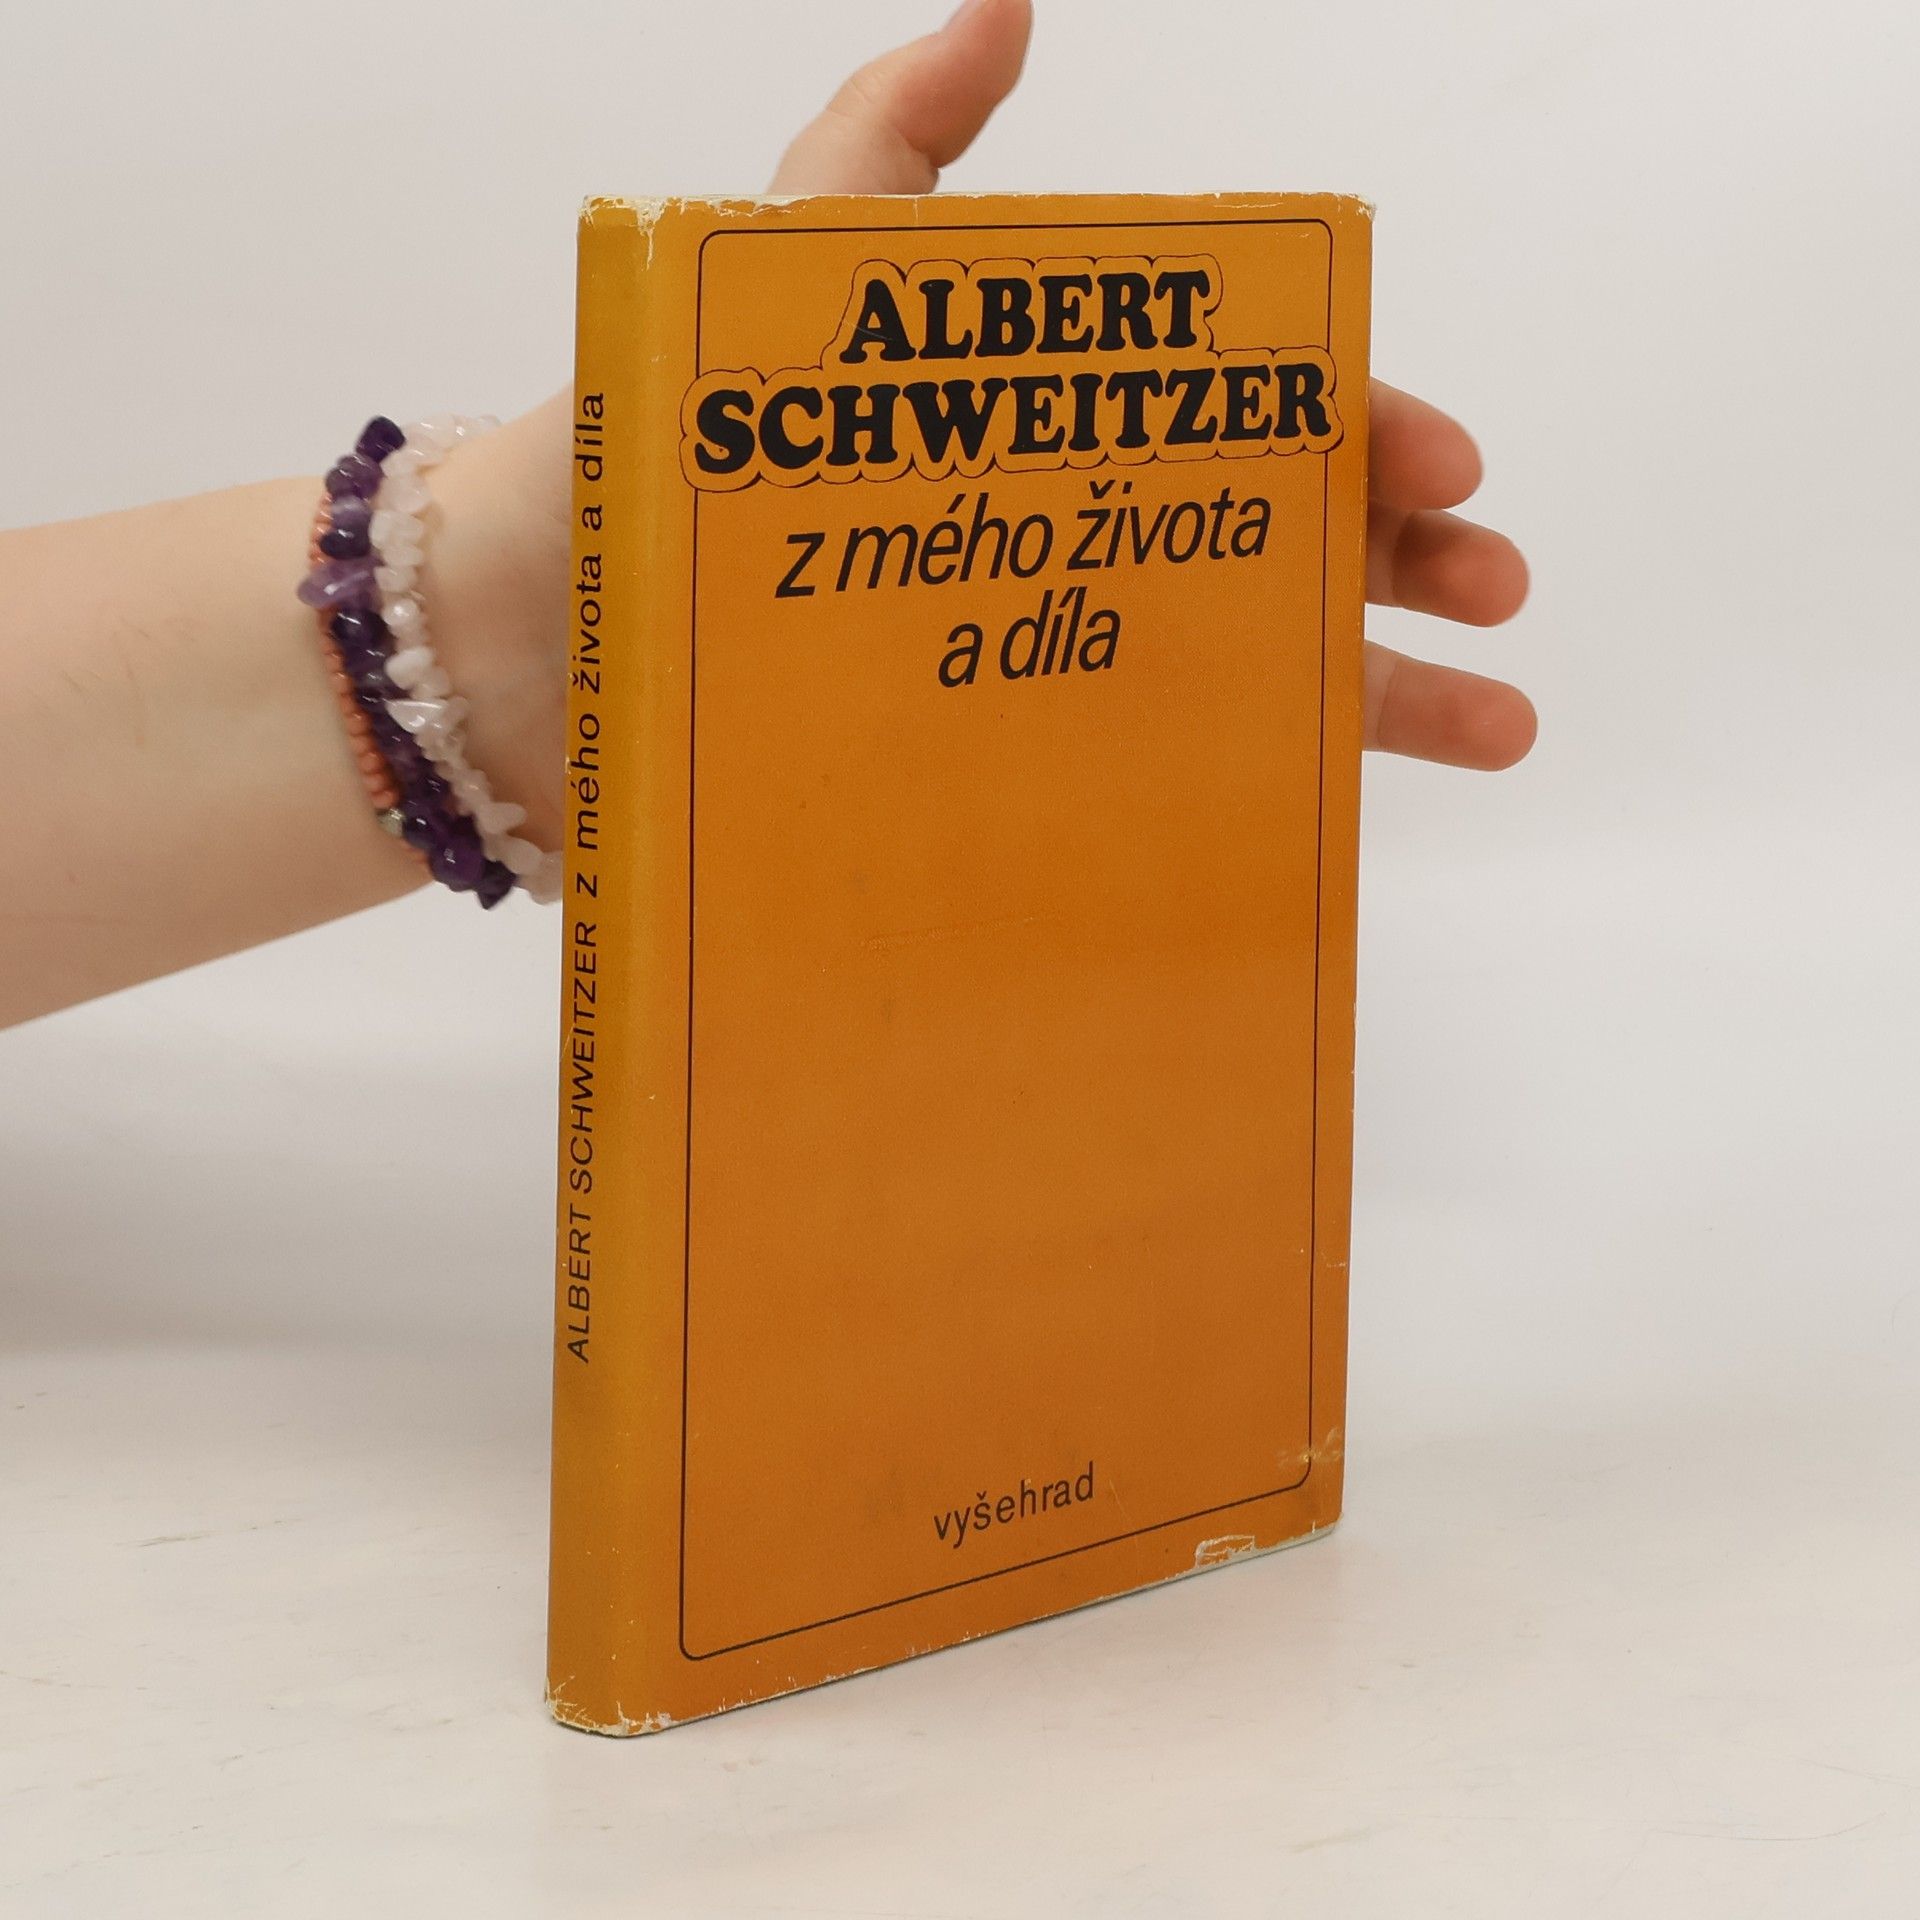 ALBERT
SCHWEITZER
z mého života
a díla
vyšehrad
ALBERT SCHWEITZER z mého života a díla